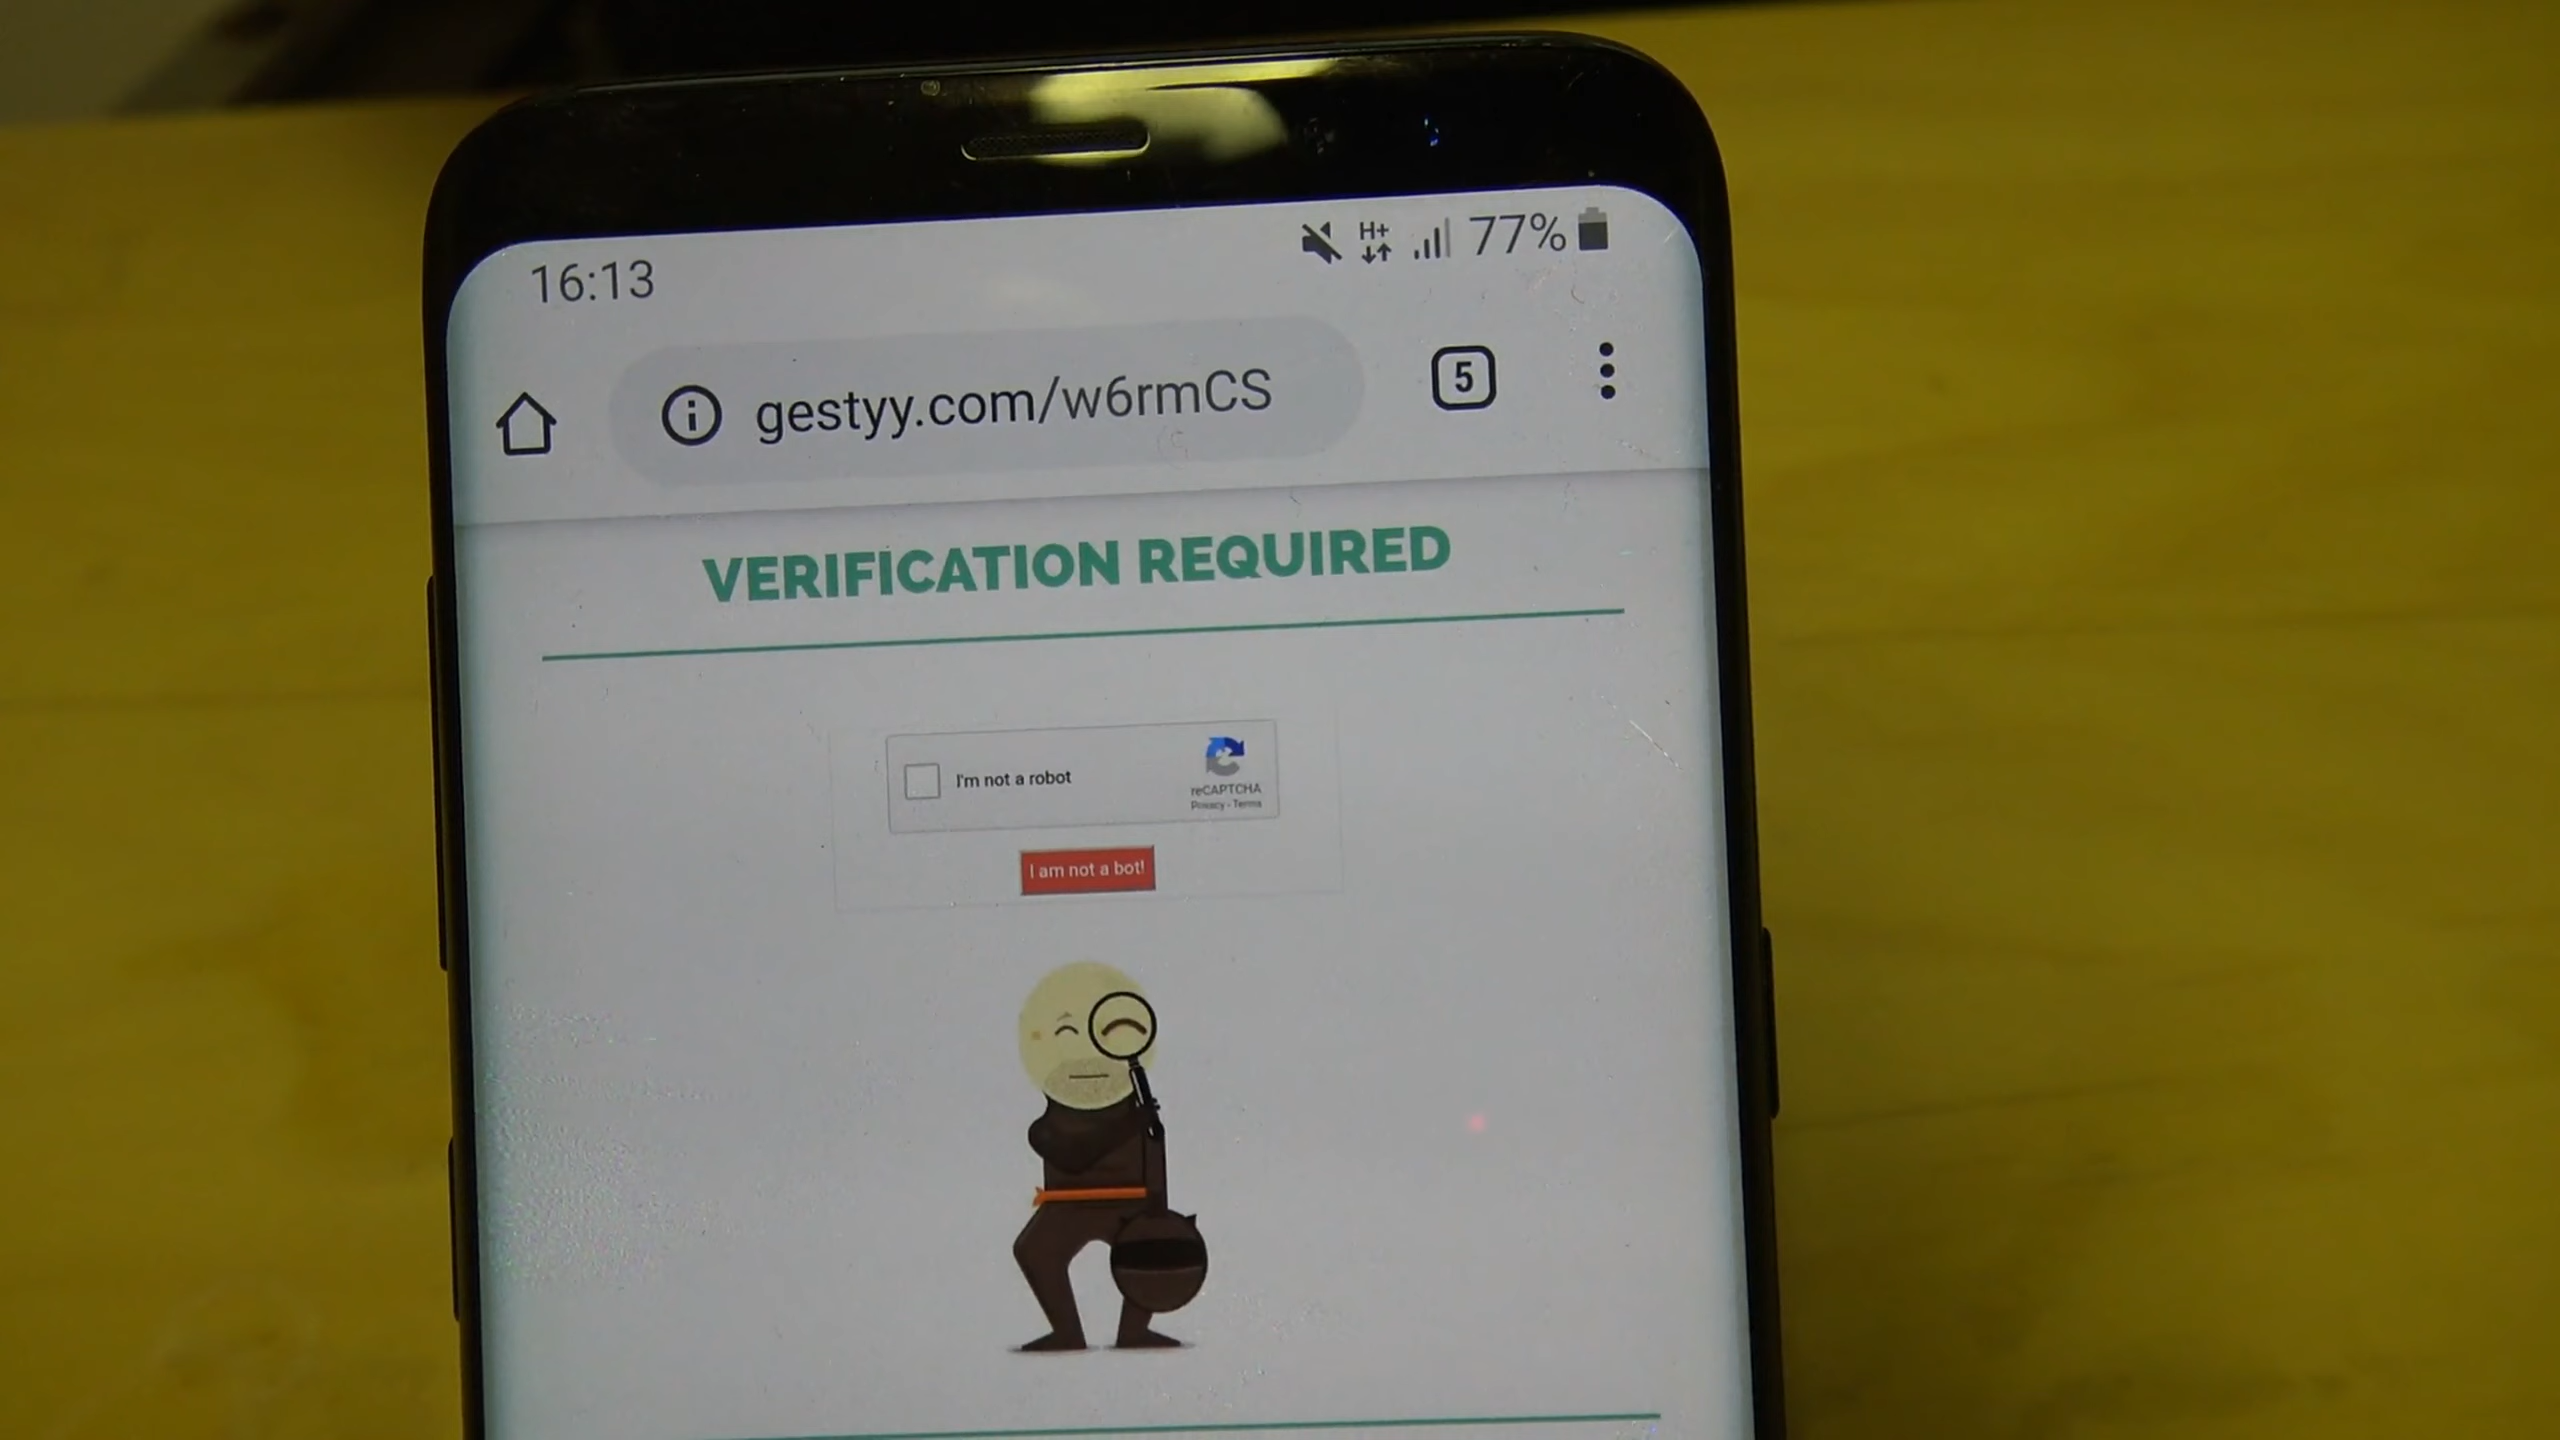 16:13 H+ 77%
gestyy.com/w6rmCS 5
VERIFICATION REQUIRED
I'm not a robot
reCAPTCHA
Privacy - Terms
I am not a bot!